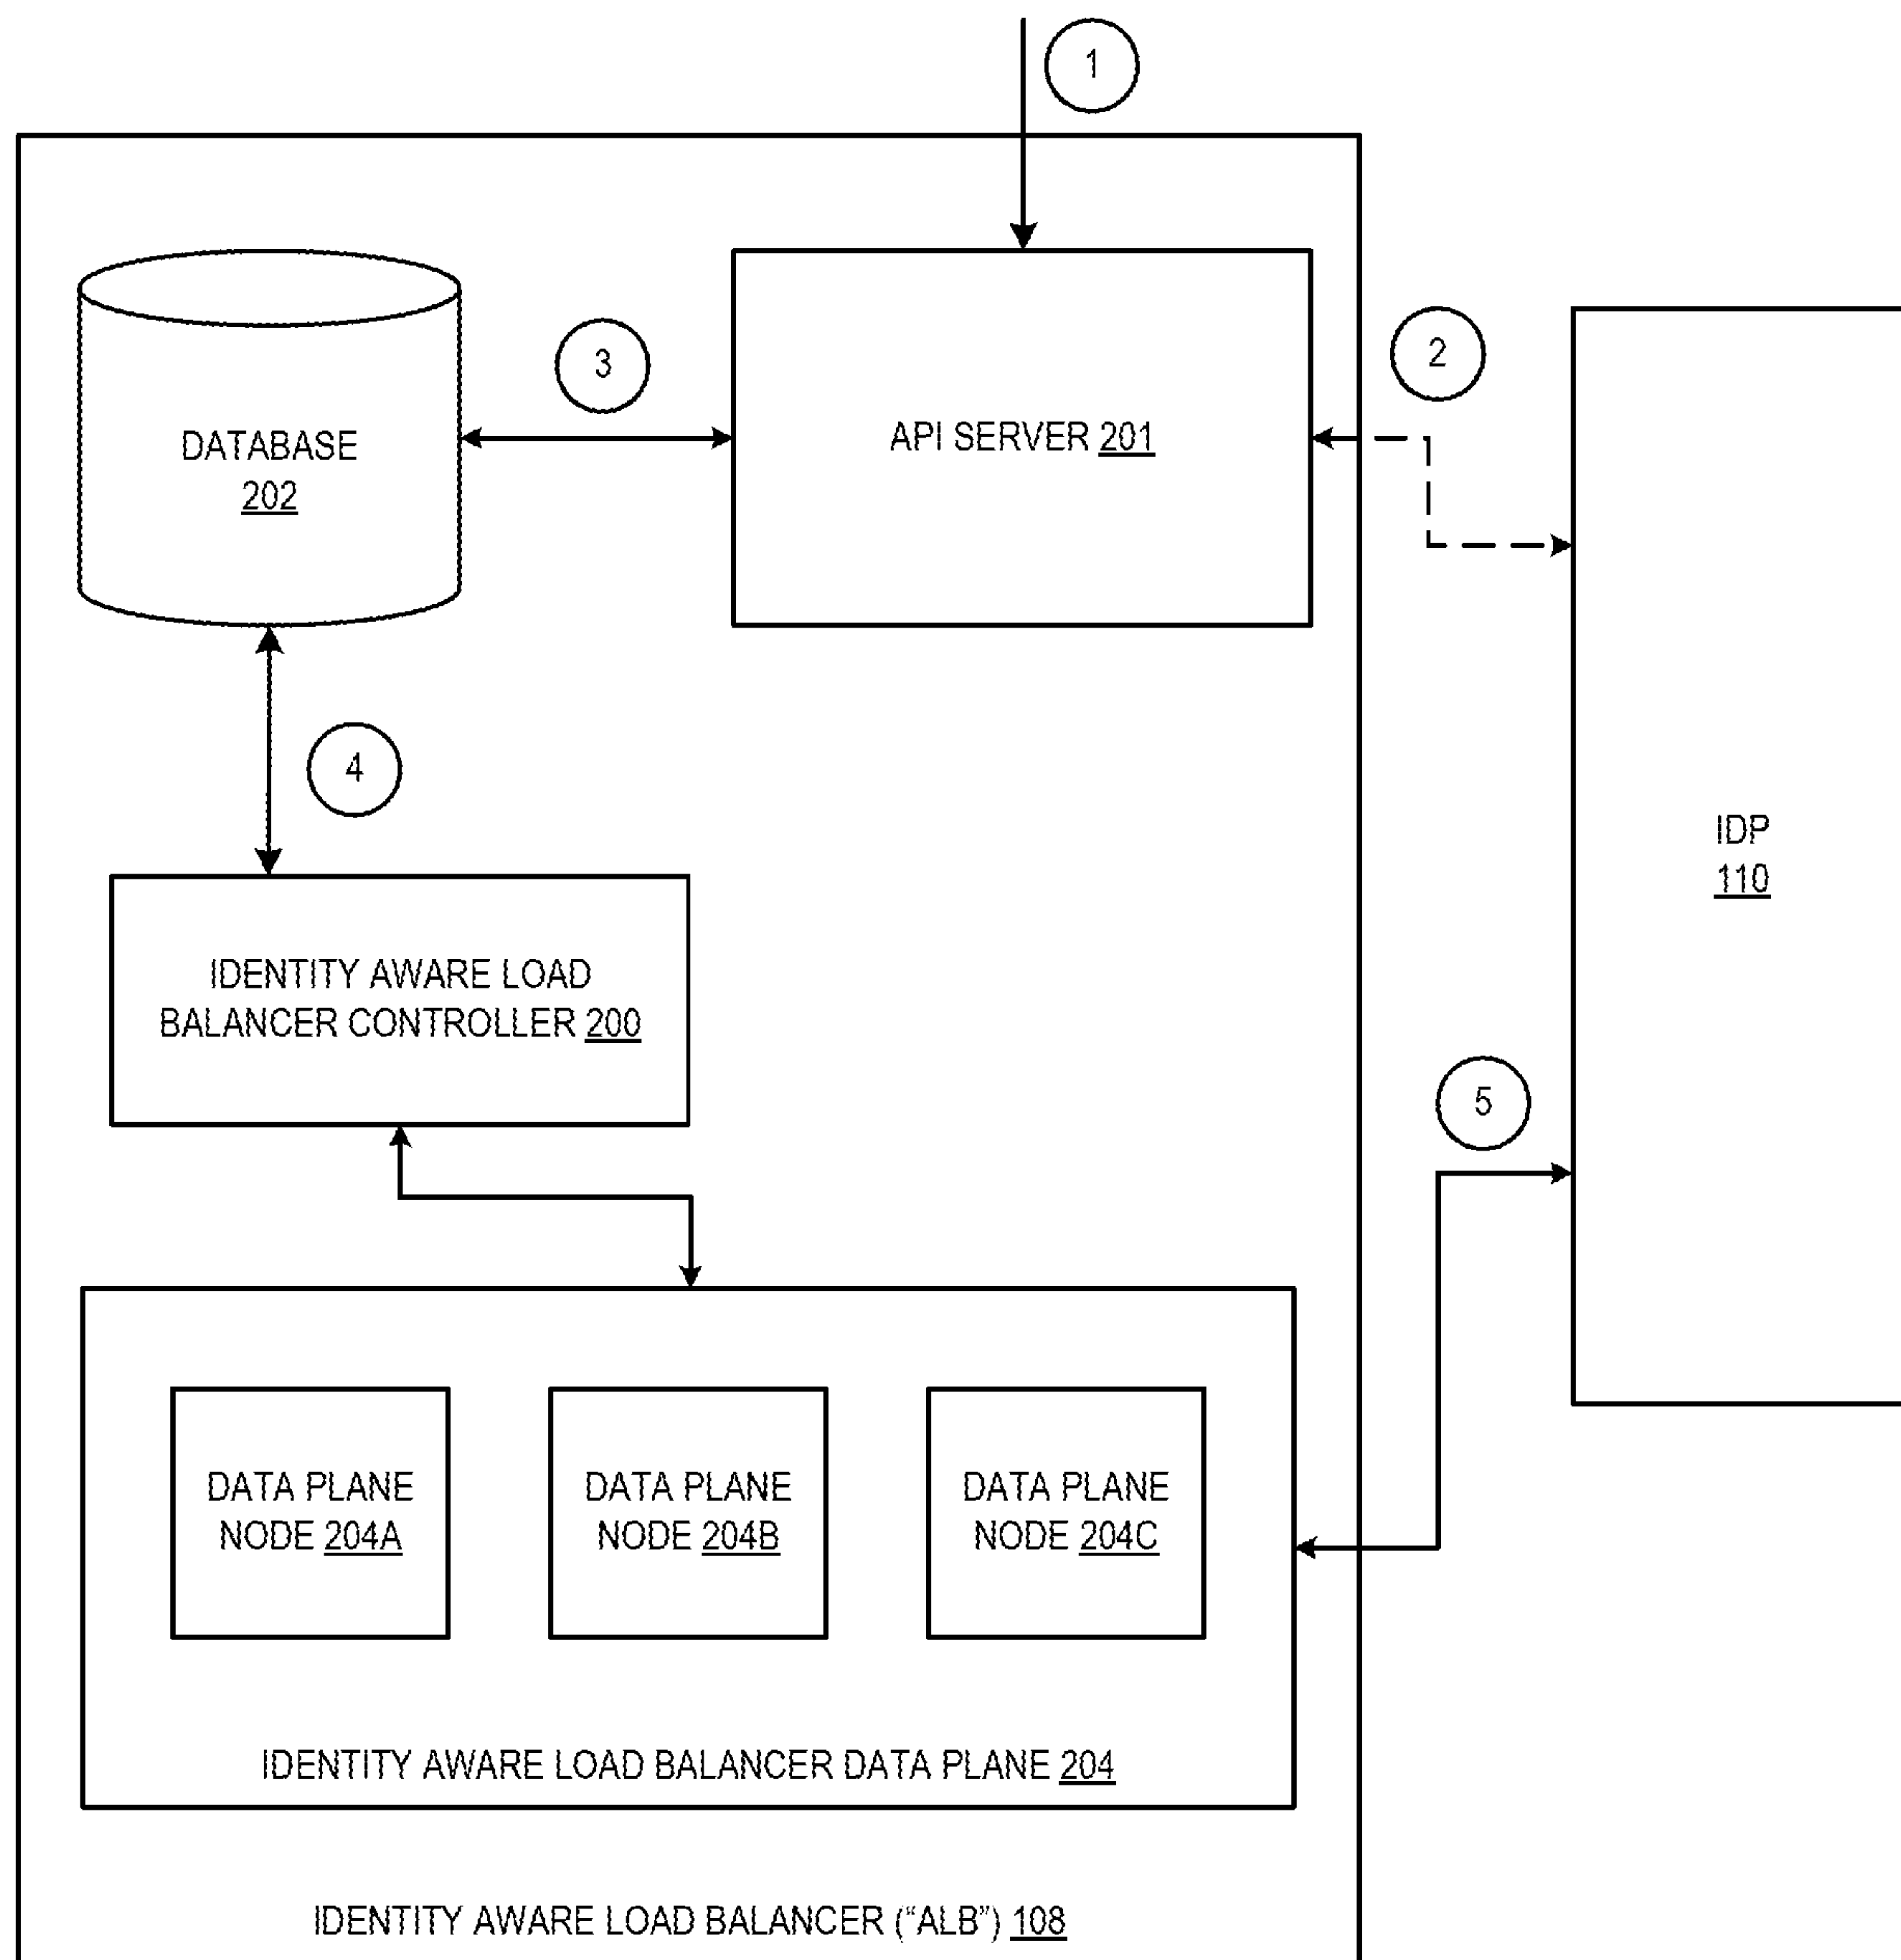 1
DATABASE
202
3
API SERVER 201
2
4
IDP
110
IDENTITY AWARE LOAD
BALANCER CONTROLLER 200
5
DATA PLANE
NODE 204A
DATA PLANE
NODE 204B
DATA PLANE
NODE 204C
IDENTITY AWARE LOAD BALANCER DATA PLANE 204
IDENTITY AWARE LOAD BALANCER (“ALB”) 108